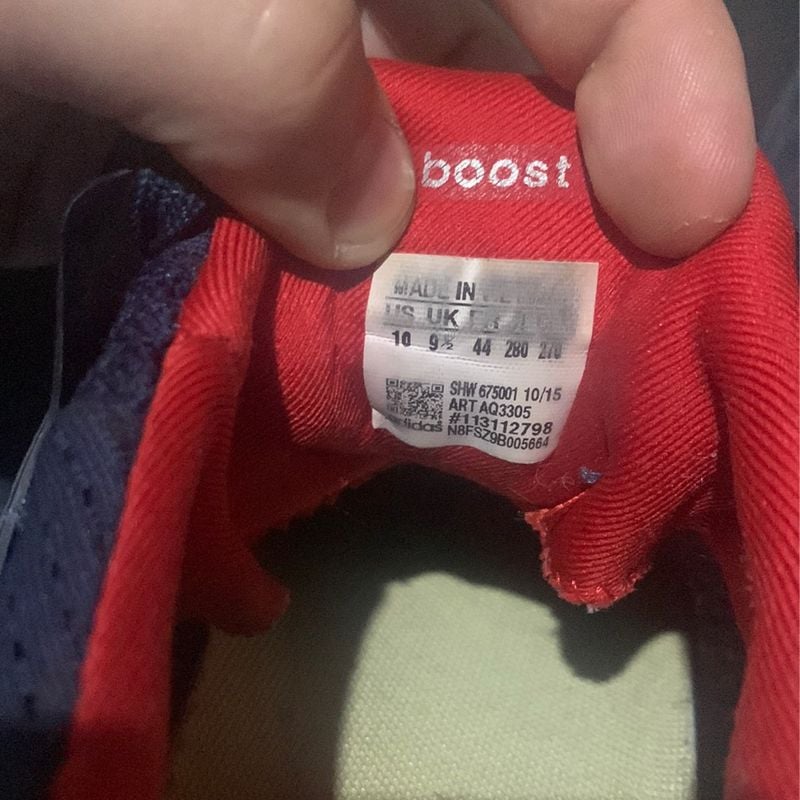 boost
MADE IN
US UK
10 9½ 44 280 270
SHW 675001 10/15
ART AQ3305
#113112798
adidas N8FSZ9B005664